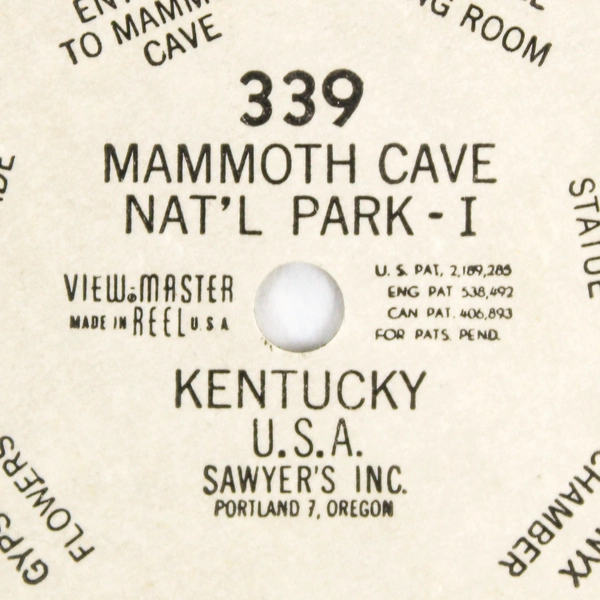 TO MAMM
CAVE
NG ROOM
339
MAMMOTH CAVE
NAT'L PARK - I
STATUE
VIEW-MASTER
MADE IN REEL U.S.A
U. S. PAT. 2,189,285
ENG PAT 538,492
CAN PAT. 406,893
FOR PATS. PEND.
KENTUCKY
U.S.A.
SAWYER'S INC.
PORTLAND 7, OREGON
GYPS
FLOWERS
NYX
CHAMBER